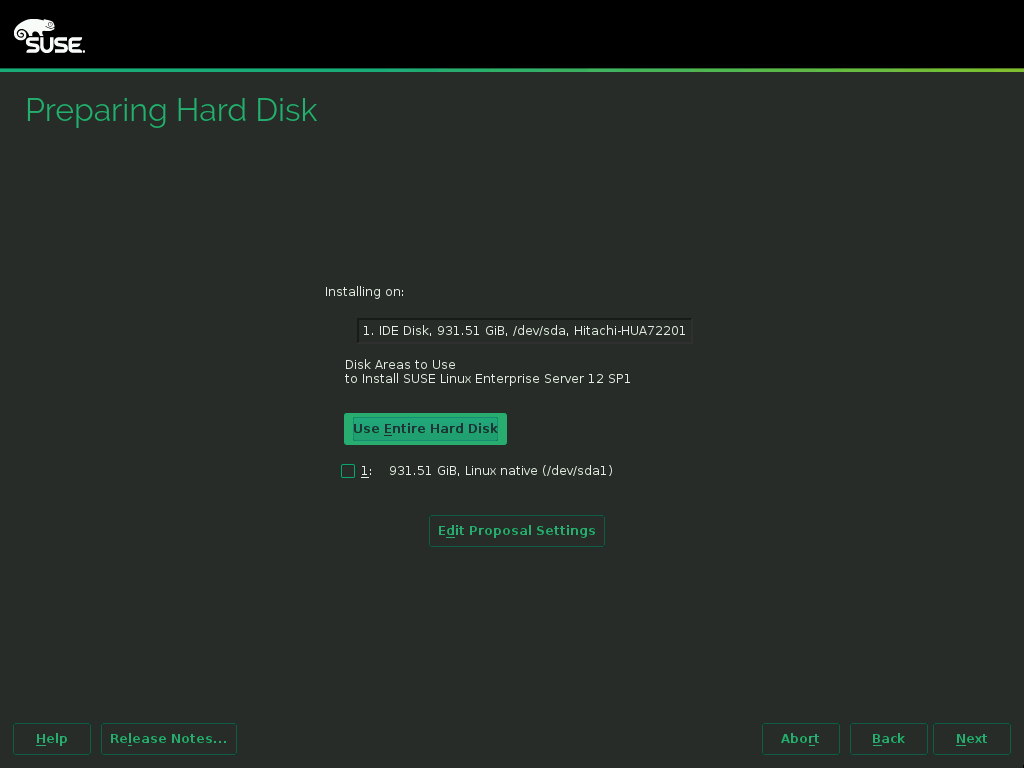 SUSE.
Preparing Hard Disk
Installing on:
1. IDE Disk, 931.51 GiB, /dev/sda, Hitachi-HUA72201
Disk Areas to Use
to Install SUSE Linux Enterprise Server 12 SP1
Use Entire Hard Disk
1: 931.51 GiB, Linux native (/dev/sda1)
Edit Proposal Settings
Help Release Notes... Abort Back Next